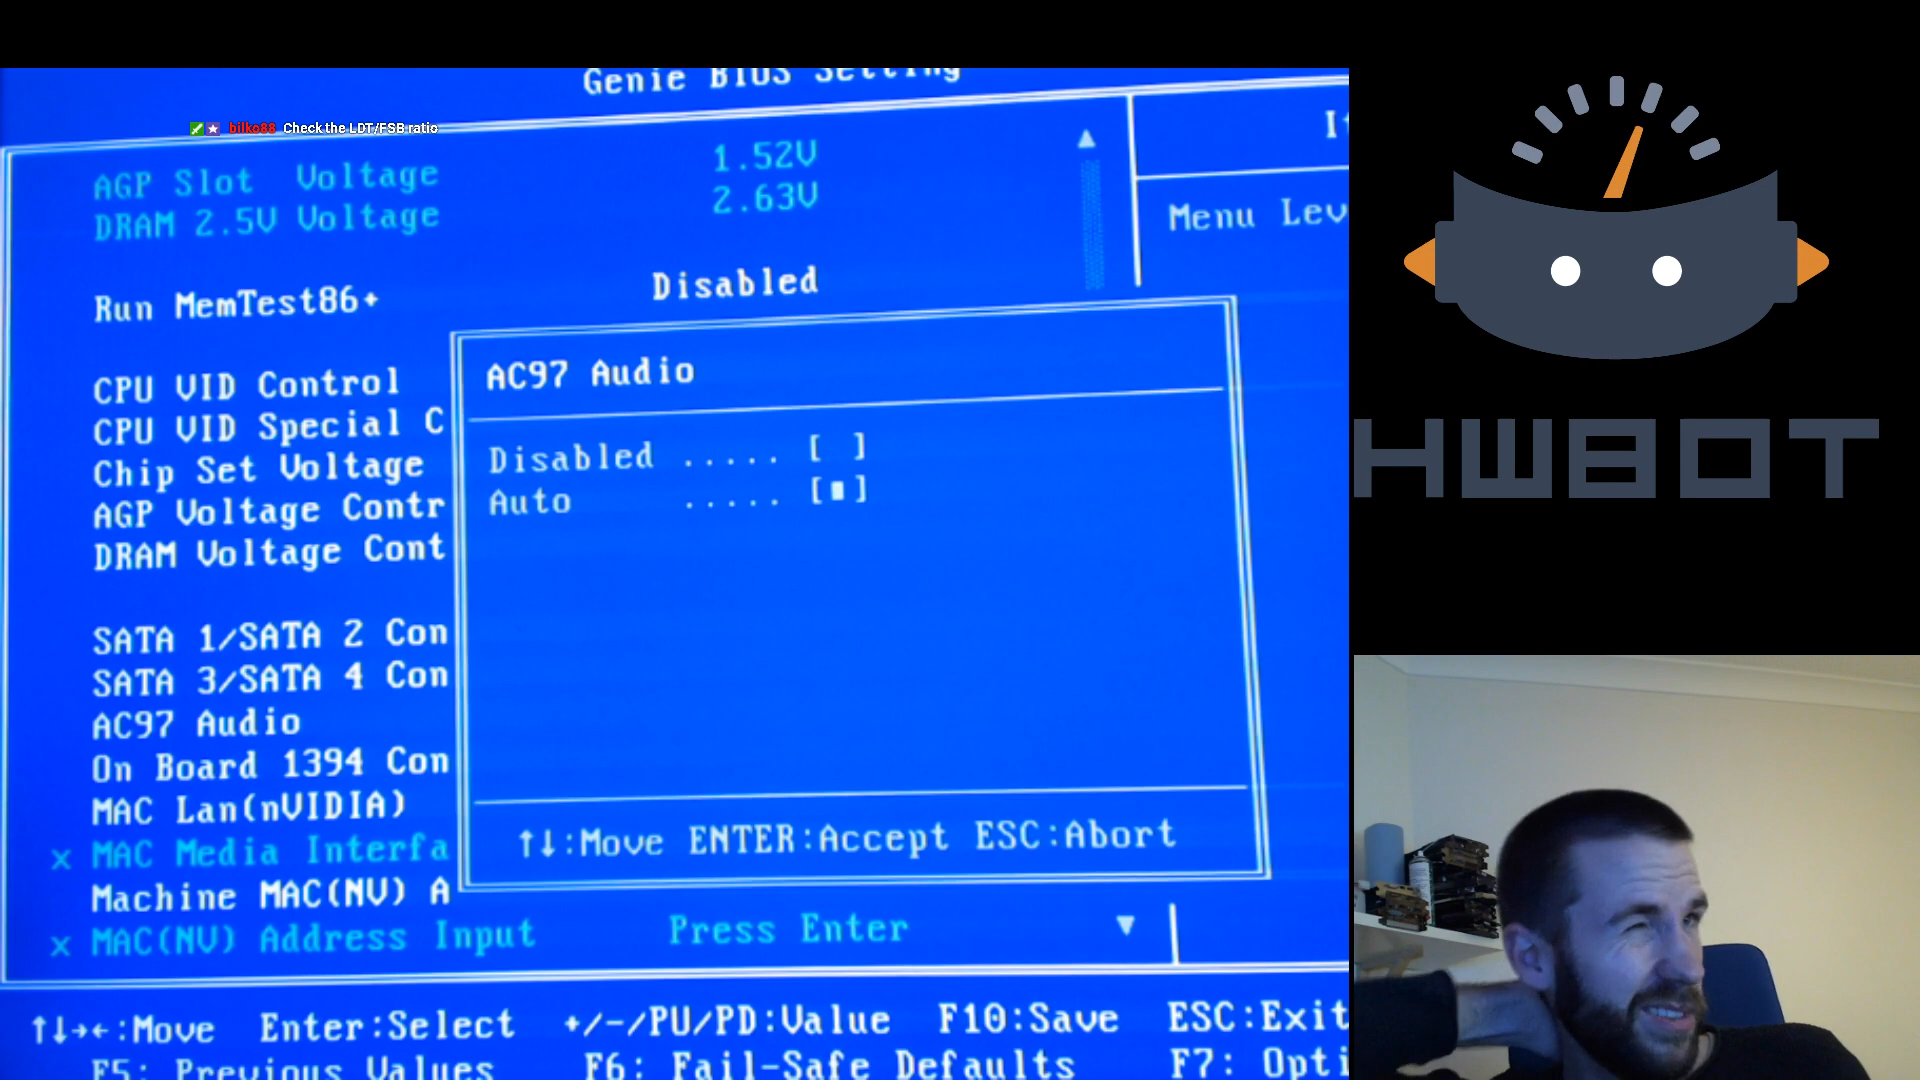 Genie BIOS Setting
bilko88 Check the LDT/FSB ratio
AGP Slot Voltage 1.52V
DRAM 2.5V Voltage 2.63V
Menu Lev
Run MemTest86+ Disabled
CPU VID Control
CPU VID Special C
Chip Set Voltage
AGP Voltage Contr
DRAM Voltage Cont
AC97 Audio
Disabled ..... [ ]
Auto ..... [■]
↑↓:Move ENTER:Accept ESC:Abort
SATA 1/SATA 2 Con
SATA 3/SATA 4 Con
AC97 Audio
On Board 1394 Con
MAC Lan(nVIDIA)
x MAC Media Interfa
Machine MAC(NV) A
x MAC(NV) Address Input Press Enter
↑↓→←:Move Enter:Select +/-/PU/PD:Value F10:Save ESC:Exit
F5: Previous Values F6: Fail-Safe Defaults F7: Opti
HWBOT